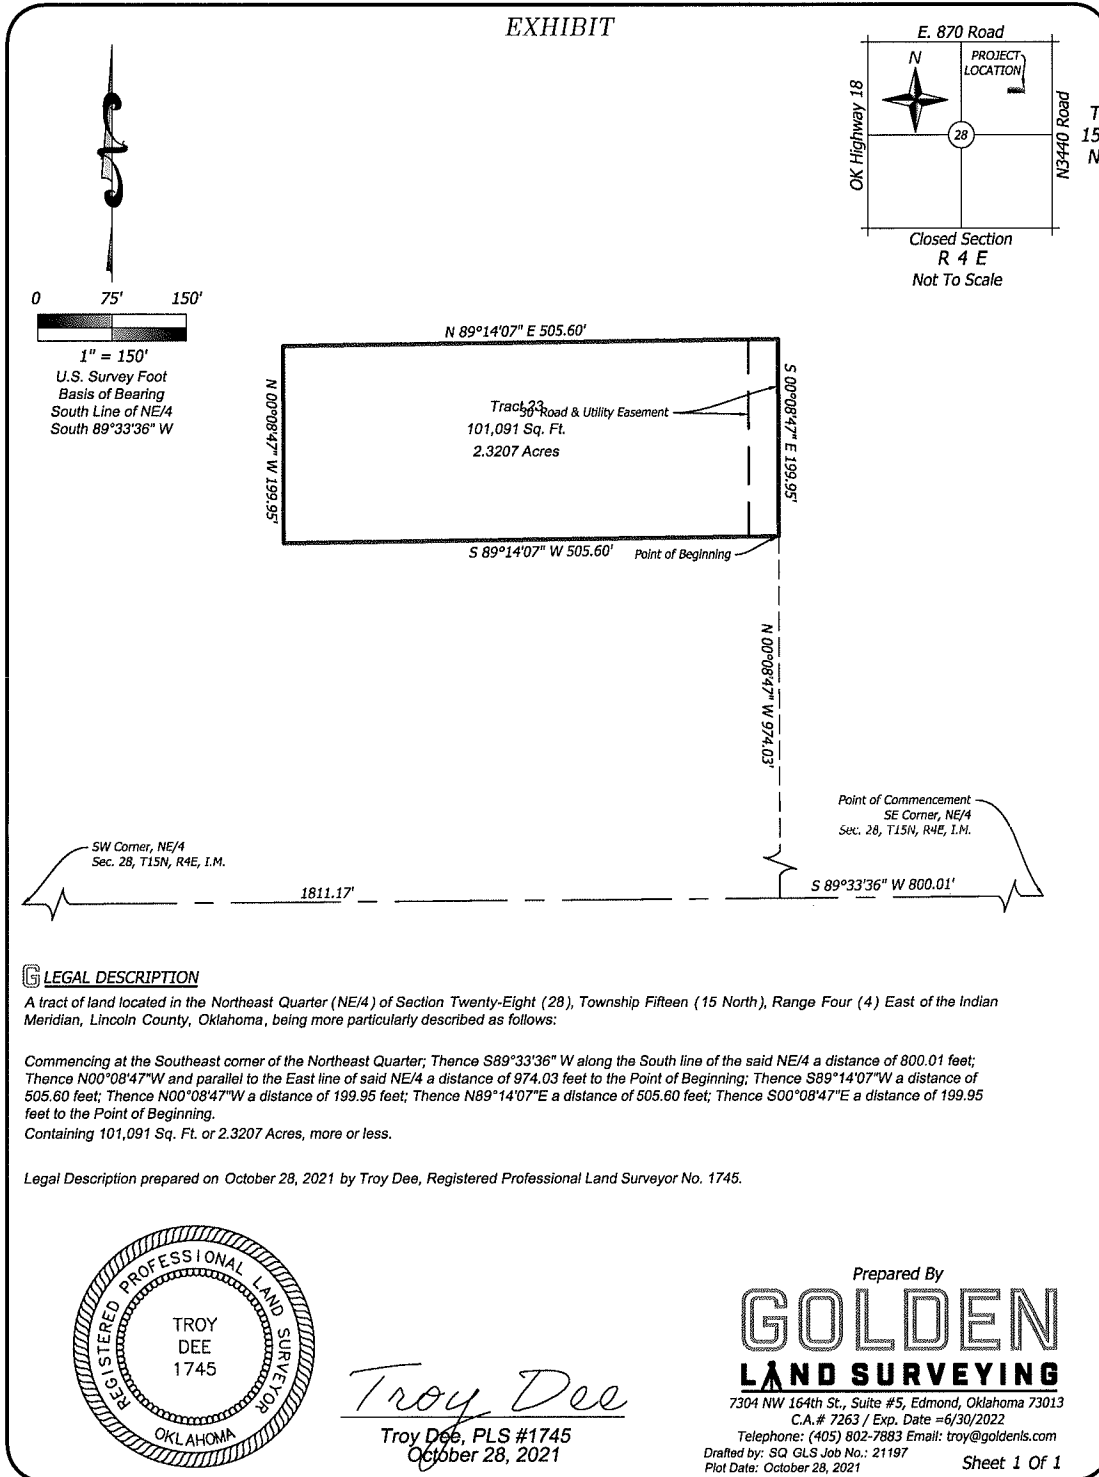 EXHIBIT
E. 870 Road
N
PROJECT
LOCATION
OK Highway 18
28
N3440 Road
T
15
N
Closed Section
R 4 E
Not To Scale
0 75' 150'
1" = 150'
U.S. Survey Foot
Basis of Bearing
South Line of NE/4
South 89°33'36" W
N 89°14'07" E 505.60'
N 00°08'47" W 199.95'
Tract 23
30' Road & Utility Easement
101,091 Sq. Ft.
2.3207 Acres
S 00°08'47" E 199.95'
S 89°14'07" W 505.60'
Point of Beginning
N 00°08'47" W 974.03'
Point of Commencement
SE Corner, NE/4
Sec. 28, T15N, R4E, I.M.
SW Corner, NE/4
Sec. 28, T15N, R4E, I.M.
1811.17'
S 89°33'36" W 800.01'
G LEGAL DESCRIPTION
A tract of land located in the Northeast Quarter (NE/4) of Section Twenty-Eight (28), Township Fifteen (15 North), Range Four (4) East of the Indian
Meridian, Lincoln County, Oklahoma, being more particularly described as follows:
Commencing at the Southeast corner of the Northeast Quarter; Thence S89°33'36" W along the South line of the said NE/4 a distance of 800.01 feet;
Thence N00°08'47"W and parallel to the East line of said NE/4 a distance of 974.03 feet to the Point of Beginning; Thence S89°14'07"W a distance of
505.60 feet; Thence N00°08'47"W a distance of 199.95 feet; Thence N89°14'07"E a distance of 505.60 feet; Thence S00°08'47"E a distance of 199.95
feet to the Point of Beginning.
Containing 101,091 Sq. Ft. or 2.3207 Acres, more or less.
Legal Description prepared on October 28, 2021 by Troy Dee, Registered Professional Land Surveyor No. 1745.
REGISTERED PROFESSIONAL LAND SURVEYOR
TROY
DEE
1745
OKLAHOMA
Troy Dee
Troy Dee, PLS #1745
October 28, 2021
Prepared By
GOLDEN
LAND SURVEYING
7304 NW 164th St., Suite #5, Edmond, Oklahoma 73013
C.A.# 7263 / Exp. Date =6/30/2022
Telephone: (405) 802-7883 Email: troy@goldenls.com
Drafted by: SQ GLS Job No.: 21197
Plot Date: October 28, 2021
Sheet 1 Of 1